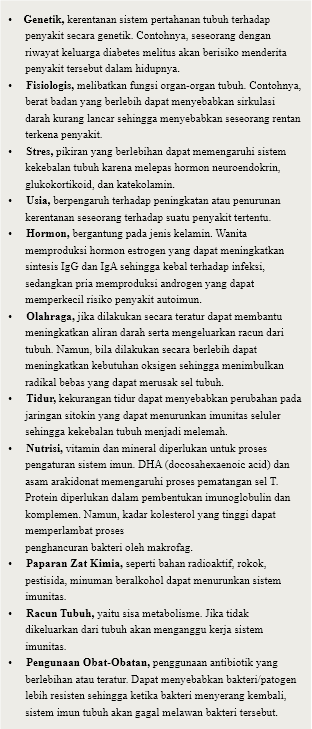 • Genetik, kerentanan sistem pertahanan tubuh terhadap
penyakit secara genetik. Contohnya, seseorang dengan
riwayat keluarga diabetes melitus akan berisiko menderita
penyakit tersebut dalam hidupnya.
• Fisiologis, melibatkan fungsi organ-organ tubuh. Contohnya,
berat badan yang berlebih dapat menyebabkan sirkulasi
darah kurang lancar sehingga menyebabkan seseorang rentan
terkena penyakit.
• Stres, pikiran yang berlebihan dapat memengaruhi sistem
kekebalan tubuh karena melepas hormon neuroendokrin,
glukokortikoid, dan katekolamin.
• Usia, berpengaruh terhadap peningkatan atau penurunan
kerentanan seseorang terhadap suatu penyakit tertentu.
• Hormon, bergantung pada jenis kelamin. Wanita
memproduksi hormon estrogen yang dapat meningkatkan
sintesis IgG dan IgA sehingga kebal terhadap infeksi,
sedangkan pria memproduksi androgen yang dapat
memperkecil risiko penyakit autoimun.
• Olahraga, jika dilakukan secara teratur dapat membantu
meningkatkan aliran darah serta mengeluarkan racun dari
tubuh. Namun, bila dilakukan secara berlebih dapat
meningkatkan kebutuhan oksigen sehingga menimbulkan
radikal bebas yang dapat merusak sel tubuh.
• Tidur, kekurangan tidur dapat menyebabkan perubahan pada
jaringan sitokin yang dapat menurunkan imunitas seluler
sehingga kekebalan tubuh menjadi melemah.
• Nutrisi, vitamin dan mineral diperlukan untuk proses
pengaturan sistem imun. DHA (docosahexaenoic acid) dan
asam arakidonat memengaruhi proses pematangan sel T.
Protein diperlukan dalam pembentukan imunoglobulin dan
komplemen. Namun, kadar kolesterol yang tinggi dapat
memperlambat proses
penghancuran bakteri oleh makrofag.
• Paparan Zat Kimia, seperti bahan radioaktif, rokok,
pestisida, minuman beralkohol dapat menurunkan sistem
imunitas.
• Racun Tubuh, yaitu sisa metabolisme. Jika tidak
dikeluarkan dari tubuh akan menganggu kerja sistem
imunitas.
• Pengunaan Obat-Obatan, penggunaan antibiotik yang
berlebihan atau teratur. Dapat menyebabkan bakteri/patogen
lebih resisten sehingga ketika bakteri menyerang kembali,
sistem imun tubuh akan gagal melawan bakteri tersebut.